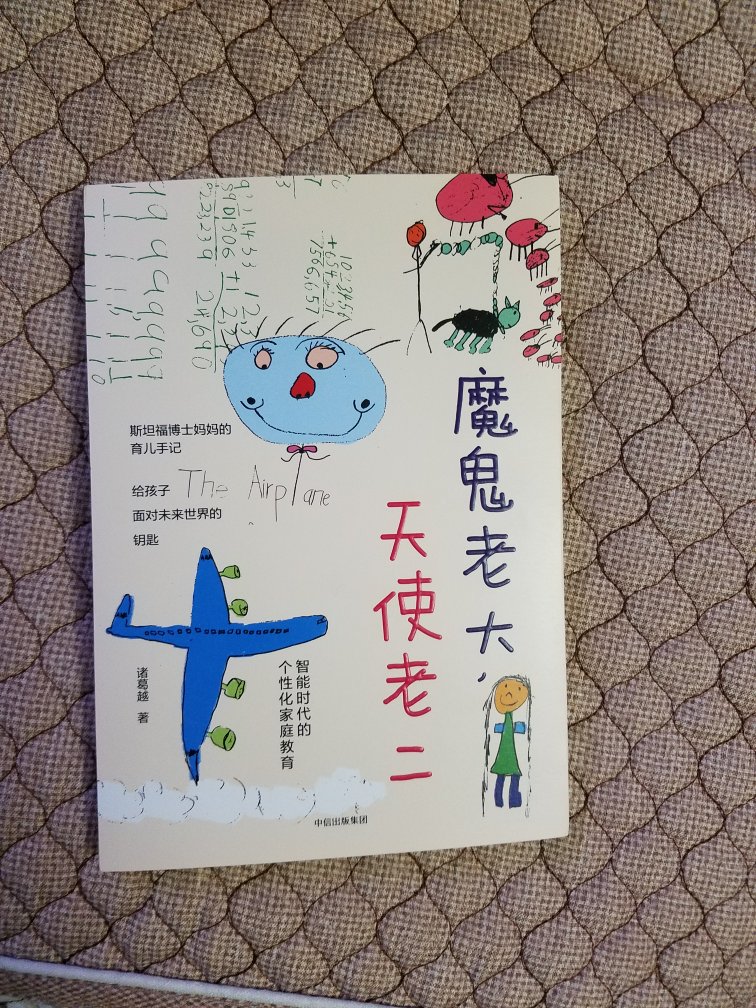 魔鬼老大，
天使老二
斯坦福博士妈妈的
育儿手记
给孩子
The Airplane
面对未来世界的
钥匙
智能时代的
个性化家庭教育
诸葛越 著
中信出版集团